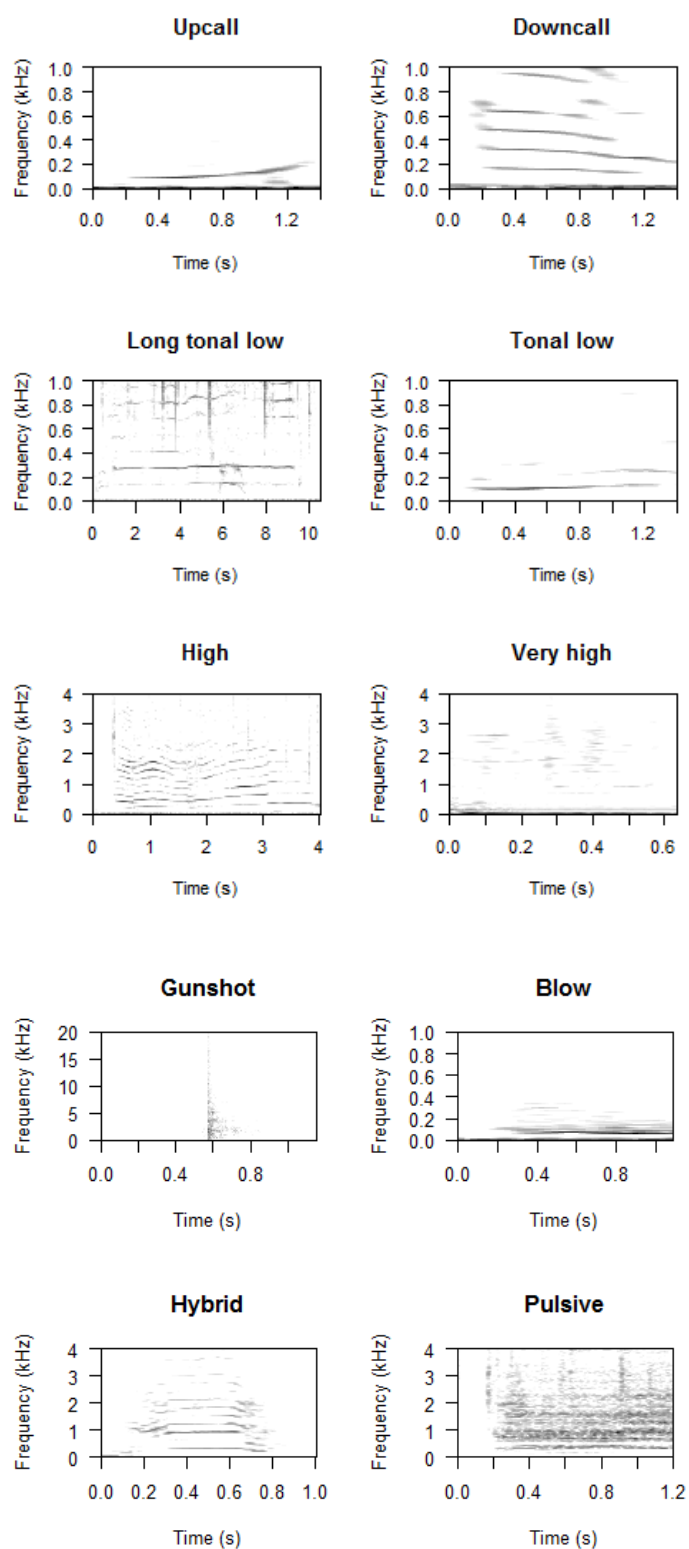 Upcall
Frequency (kHz)
1.0
0.8
0.6
0.4
0.2
0.0
0.0 0.4 0.8 1.2
Time (s)
Downcall
Frequency (kHz)
1.0
0.8
0.6
0.4
0.2
0.0
0.0 0.4 0.8 1.2
Time (s)
Long tonal low
Frequency (kHz)
1.0
0.8
0.6
0.4
0.2
0.0
0 2 4 6 8 10
Time (s)
Tonal low
Frequency (kHz)
1.0
0.8
0.6
0.4
0.2
0.0
0.0 0.4 0.8 1.2
Time (s)
High
Frequency (kHz)
4
3
2
1
0
0 1 2 3 4
Time (s)
Very high
Frequency (kHz)
4
3
2
1
0
0.0 0.2 0.4 0.6
Time (s)
Gunshot
Frequency (kHz)
20
15
10
5
0
0.0 0.4 0.8
Time (s)
Blow
Frequency (kHz)
1.0
0.8
0.6
0.4
0.2
0.0
0.0 0.4 0.8
Time (s)
Hybrid
Frequency (kHz)
4
3
2
1
0
0.0 0.2 0.4 0.6 0.8 1.0
Time (s)
Pulsive
Frequency (kHz)
4
3
2
1
0
0.0 0.4 0.8 1.2
Time (s)